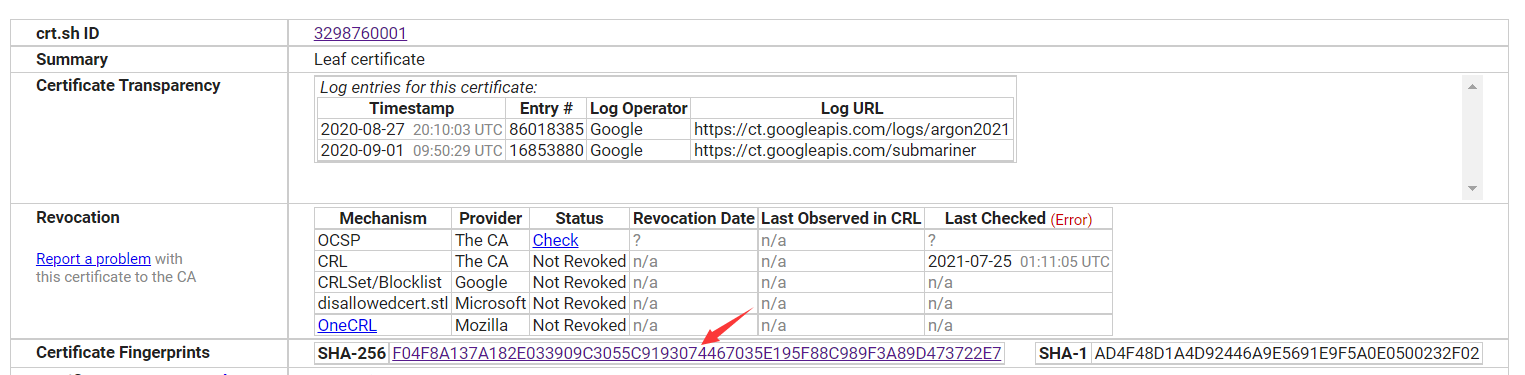 crt.sh ID 3298760001
Summary Leaf certificate
Certificate Transparency Log entries for this certificate:
Timestamp Entry # Log Operator Log URL
2020-08-27 20:10:03 UTC 86018385 Google https://ct.googleapis.com/logs/argon2021
2020-09-01 09:50:29 UTC 16853880 Google https://ct.googleapis.com/submariner
Revocation Mechanism Provider Status Revocation Date Last Observed in CRL Last Checked (Error)
OCSP The CA Check ? n/a ?
Report a problem with CRL The CA Not Revoked n/a n/a 2021-07-25 01:11:05 UTC
this certificate to the CA CRLSet/Blocklist Google Not Revoked n/a n/a n/a
disallowedcert.stl Microsoft Not Revoked n/a n/a n/a
OneCRL Mozilla Not Revoked n/a n/a n/a
Certificate Fingerprints SHA-256 F04F8A137A182E033909C3055C9193074467035E195F88C989F3A89D473722E7 SHA-1 AD4F48D1A4D92446A9E5691E9F5A0E0500232F02